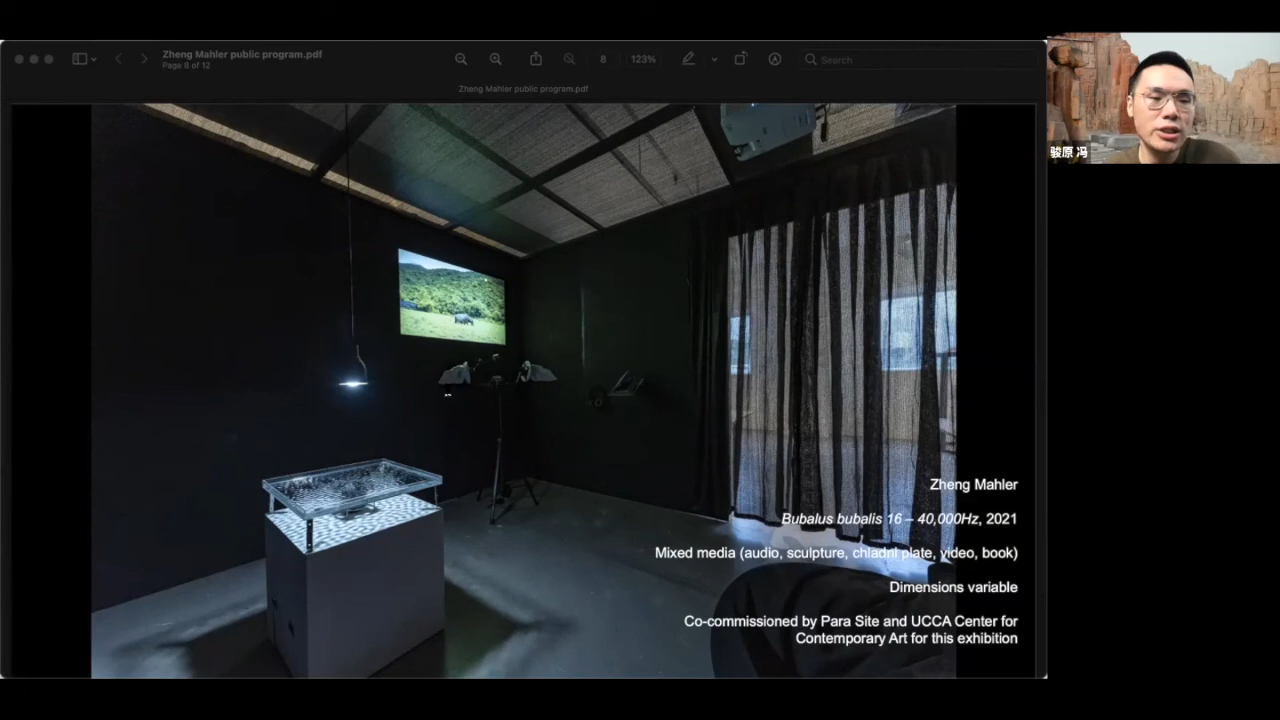 Zheng Mahler public program.pdf
Page 8 of 12
8
123%
Search
Zheng Mahler public program.pdf
骏原 冯
Zheng Mahler
Bubalus bubalis 16 – 40,000Hz, 2021
Mixed media (audio, sculpture, chladni plate, video, book)
Dimensions variable
Co-commissioned by Para Site and UCCA Center for
Contemporary Art for this exhibition